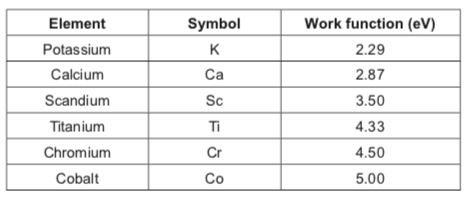 Element Symbol Work function (eV)
Potassium K 2.29
Calcium Ca 2.87
Scandium Sc 3.50
Titanium Ti 4.33
Chromium Cr 4.50
Cobalt Co 5.00